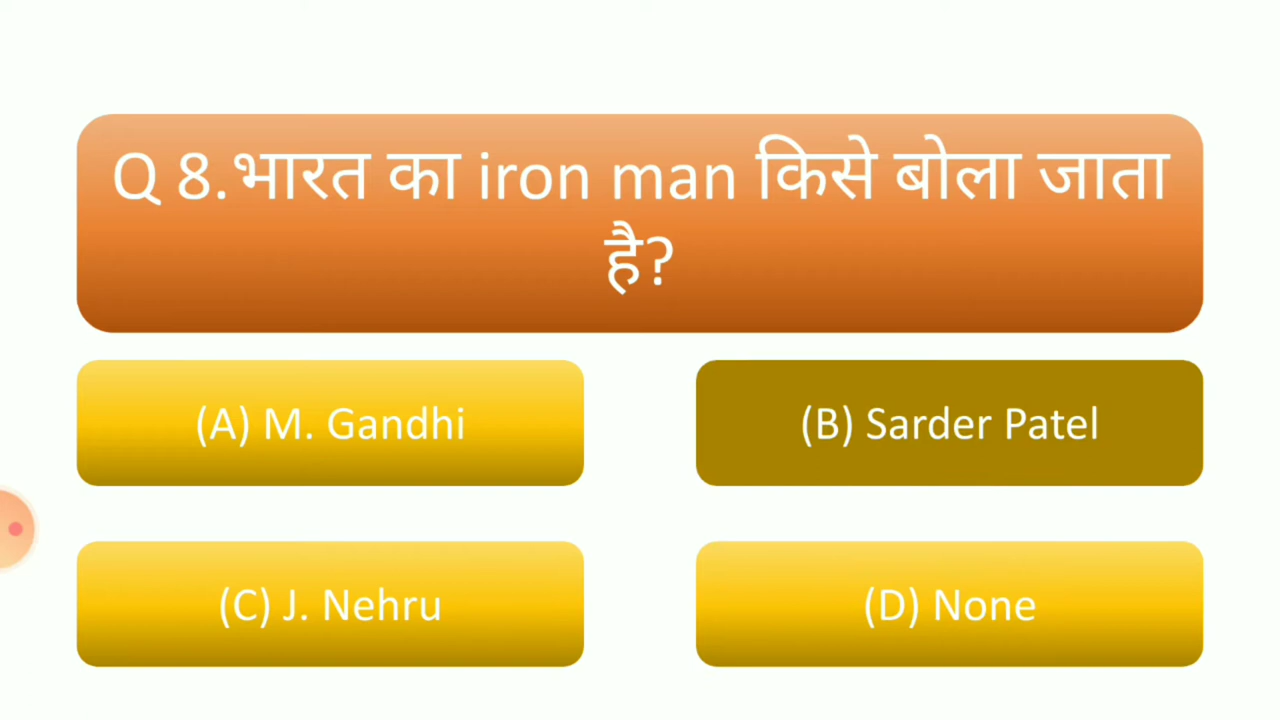 Q 8.भारत का iron man किसे बोला जाता
है?
(A) M. Gandhi
(B) Sarder Patel
(C) J. Nehru
(D) None